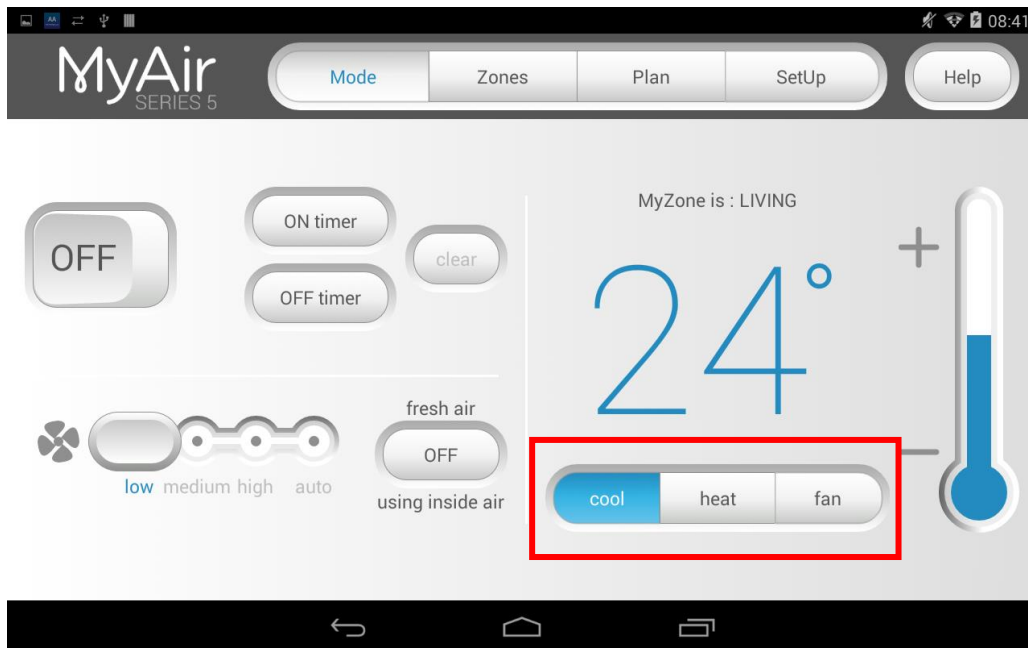 08:41
MyAir
SERIES 5
Mode Zones Plan SetUp Help
MyZone is : LIVING
OFF
ON timer
OFF timer
clear
24°
+
−
low medium high auto
fresh air
OFF
using inside air
cool heat fan